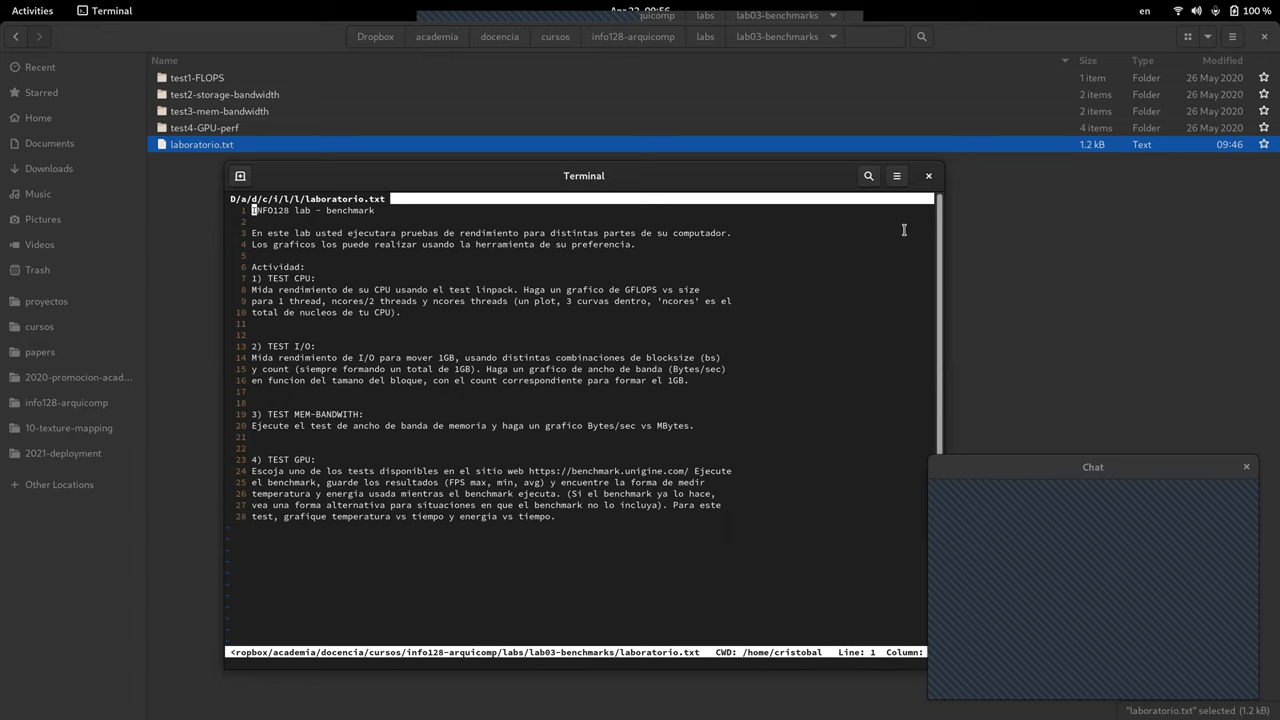 Activities Terminal Apr 22, 09:56 en 100 %
quicomp labs lab03-benchmarks
Dropbox academia docencia cursos info128-arquicomp labs lab03-benchmarks
Recent
Starred
Home
Documents
Downloads
Music
Pictures
Videos
Trash
proyectos
cursos
papers
2020-promocion-acad...
info128-arquicomp
10-texture-mapping
2021-deployment
Other Locations
Name Size Type Modified
test1-FLOPS 1 item Folder 26 May 2020
test2-storage-bandwidth 2 items Folder 26 May 2020
test3-mem-bandwidth 2 items Folder 26 May 2020
test4-GPU-perf 4 items Folder 26 May 2020
laboratorio.txt 1.2 kB Text 09:46
Terminal
D/a/d/c/i/l/l/laboratorio.txt
1 INFO128 lab - benchmark
2
3 En este lab usted ejecutara pruebas de rendimiento para distintas partes de su computador.
4 Los graficos los puede realizar usando la herramienta de su preferencia.
5
6 Actividad:
7 1) TEST CPU:
8 Mida rendimiento de su CPU usando el test linpack. Haga un grafico de GFLOPS vs size
9 para 1 thread, ncores/2 threads y ncores threads (un plot, 3 curvas dentro, 'ncores' es el
10 total de nucleos de tu CPU).
11
12
13 2) TEST I/O:
14 Mida rendimiento de I/O para mover 1GB, usando distintas combinaciones de blocksize (bs)
15 y count (siempre formando un total de 1GB). Haga un grafico de ancho de banda (Bytes/sec)
16 en funcion del tamano del bloque, con el count correspondiente para formar el 1GB.
17
18
19 3) TEST MEM-BANDWITH:
20 Ejecute el test de ancho de banda de memoria y haga un grafico Bytes/sec vs MBytes.
21
22
23 4) TEST GPU:
24 Escoja uno de los tests disponibles en el sitio web https://benchmark.unigine.com/ Ejecute
25 el benchmark, guarde los resultados (FPS max, min, avg) y encuentre la forma de medir
26 temperatura y energia usada mientras el benchmark ejecuta. (Si el benchmark ya lo hace,
27 vea una forma alternativa para situaciones en que el benchmark no lo incluya). Para este
28 test, grafique temperatura vs tiempo y energia vs tiempo.
<ropbox/academia/docencia/cursos/info128-arquicomp/labs/lab03-benchmarks/laboratorio.txt CWD: /home/cristobal Line: 1 Column:
Chat
"laboratorio.txt" selected (1.2 kB)